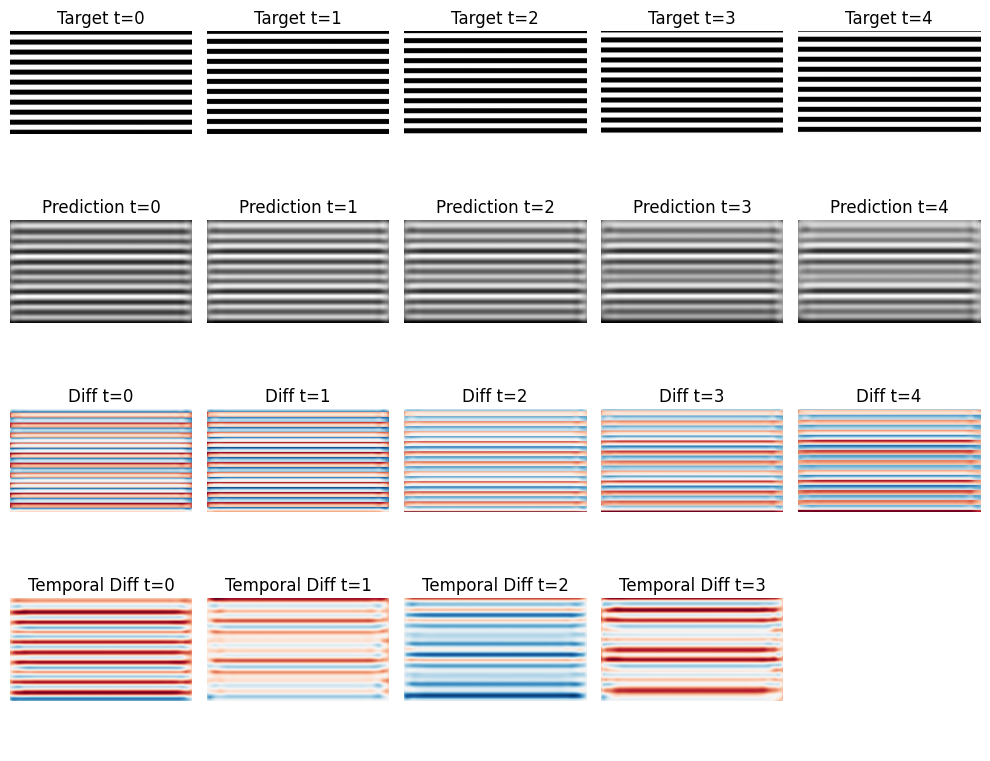 Target t=0 Target t=1 Target t=2 Target t=3 Target t=4
Prediction t=0 Prediction t=1 Prediction t=2 Prediction t=3 Prediction t=4
Diff t=0 Diff t=1 Diff t=2 Diff t=3 Diff t=4
Temporal Diff t=0 Temporal Diff t=1 Temporal Diff t=2 Temporal Diff t=3